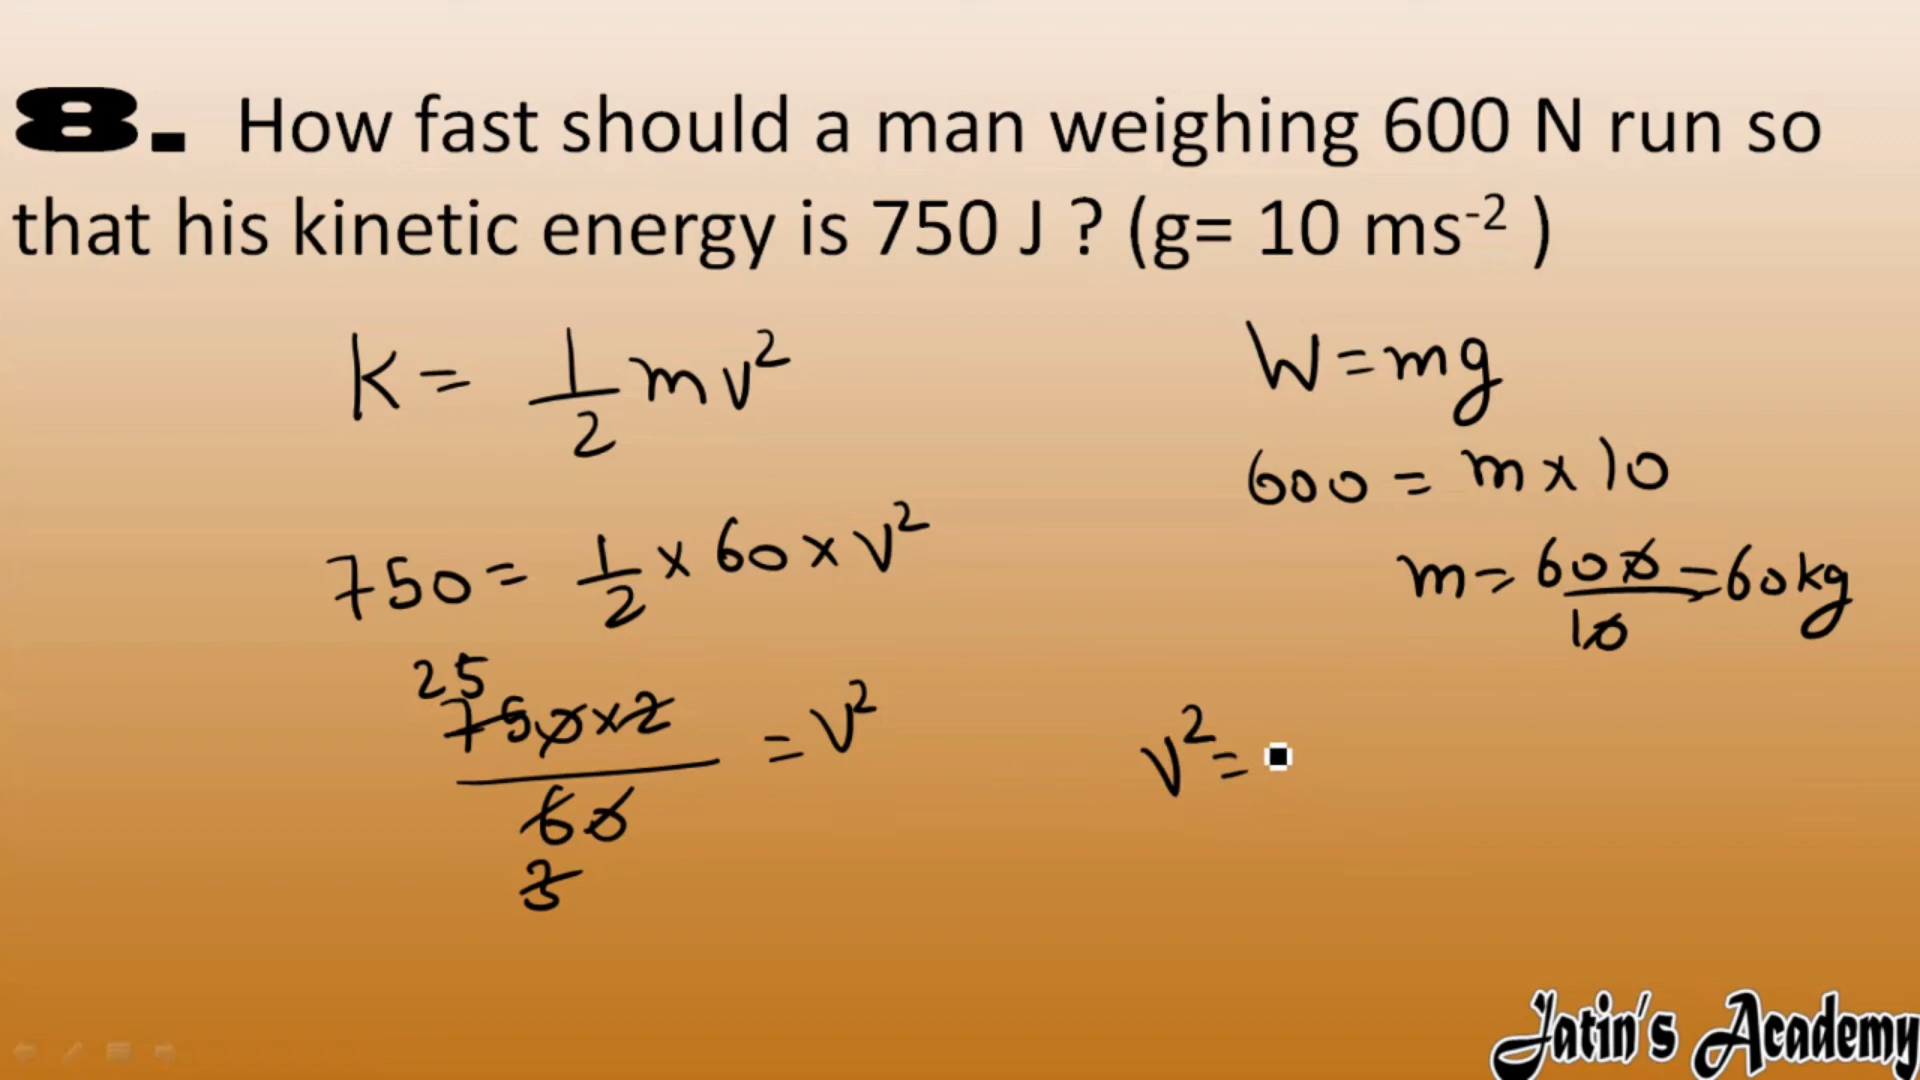 8. How fast should a man weighing 600 N run so
that his kinetic energy is 750 J ? (g= 10 ms⁻² )
K = 1/2 mv²
750 = 1/2 × 60 × v²
25
750×2/60 = v²
3
W = mg
600 = m × 10
m = 600/10 = 60kg
v² =
Jatin's Academy